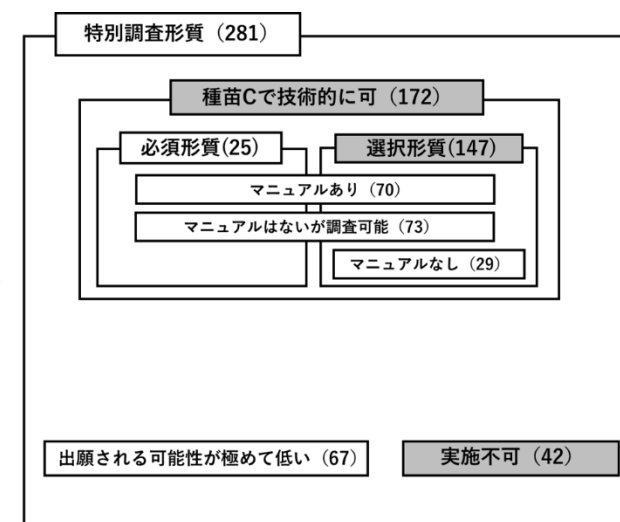 特別調査形質（281）
種苗Cで技術的に可（172）
必須形質(25)
選択形質(147)
マニュアルあり（70）
マニュアルはないが調査可能（73）
マニュアルなし（29）
出願される可能性が極めて低い（67）
実施不可（42）